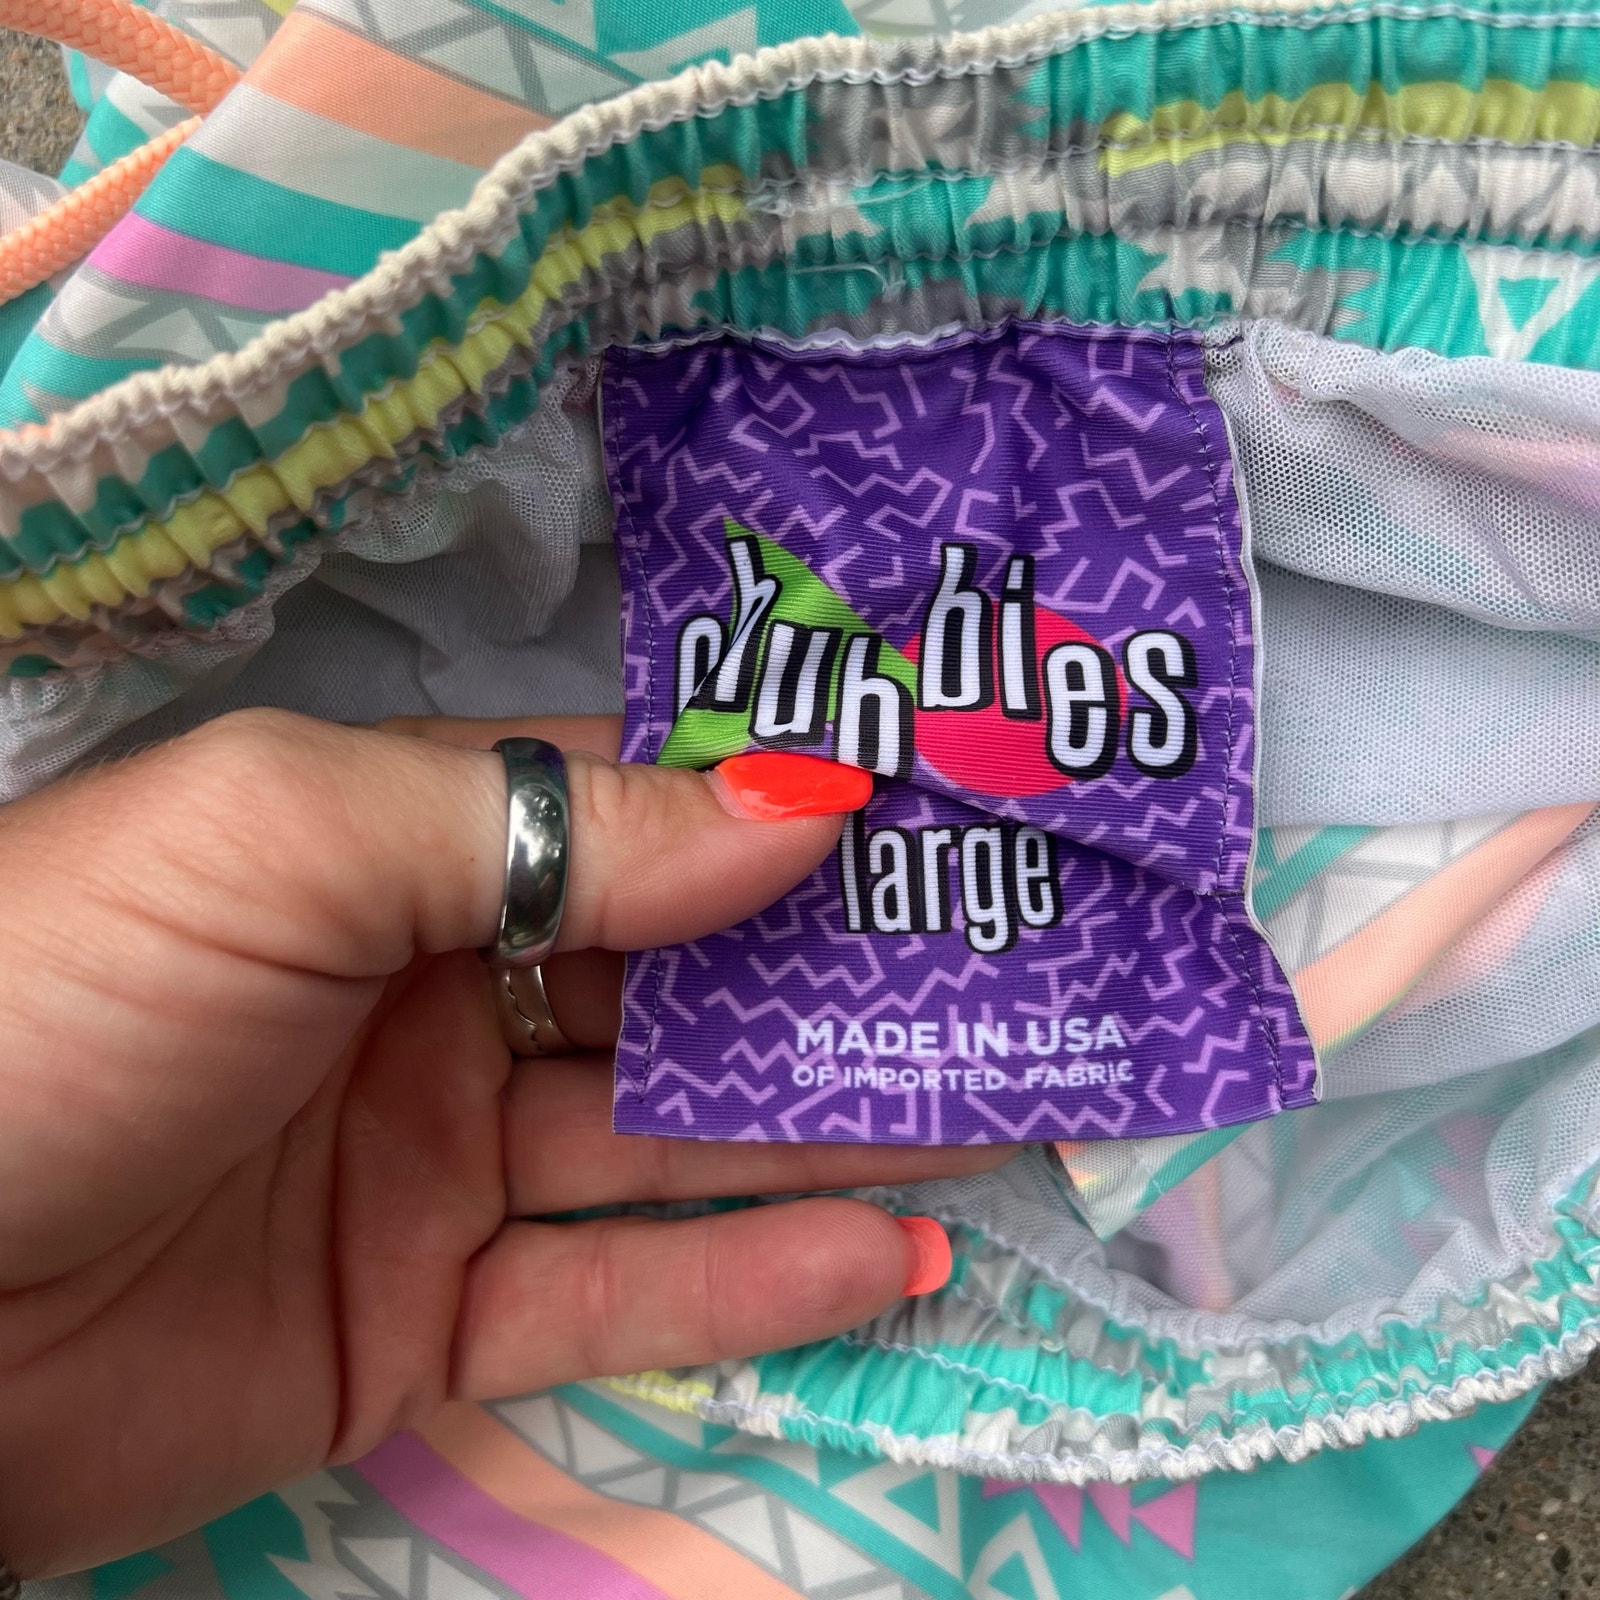 chubbies
large
MADE IN USA
OF IMPORTED FABRIC